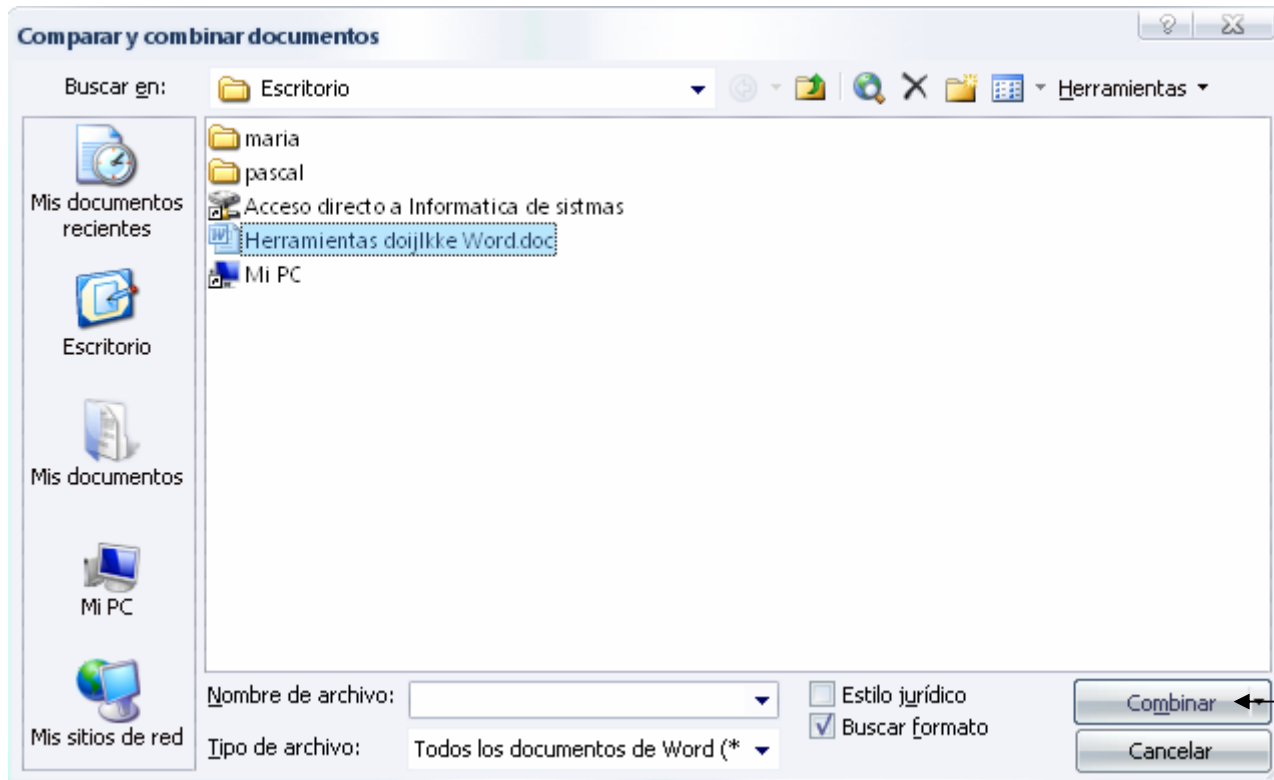 Comparar y combinar documentos
Buscar en:
Escritorio
Herramientas
Mis documentos
recientes
Escritorio
Mis documentos
Mi PC
Mis sitios de red
maria
pascal
Acceso directo a Informatica de sistmas
Herramientas doijlkke Word.doc
Mi PC
Nombre de archivo:
Tipo de archivo:
Todos los documentos de Word (*
Estilo jurídico
Buscar formato
Combinar
Cancelar